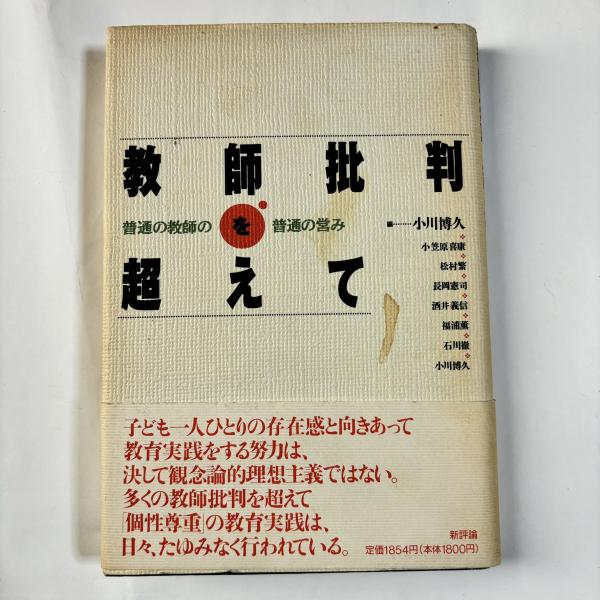 教師批判
普通の教師の を 普通の営み
超えて
編……小川博久
小笠原喜康
松村繁
長岡憲司
酒井義信
福浦薫
石川徹
小川博久
子ども一人ひとりの存在感と向きあって
教育実践をする努力は、
決して観念論的理想主義ではない。
多くの教師批判を超えて
「個性尊重」の教育実践は、
日々、たゆみなく行われている。
新評論
定価1854円(本体1800円)